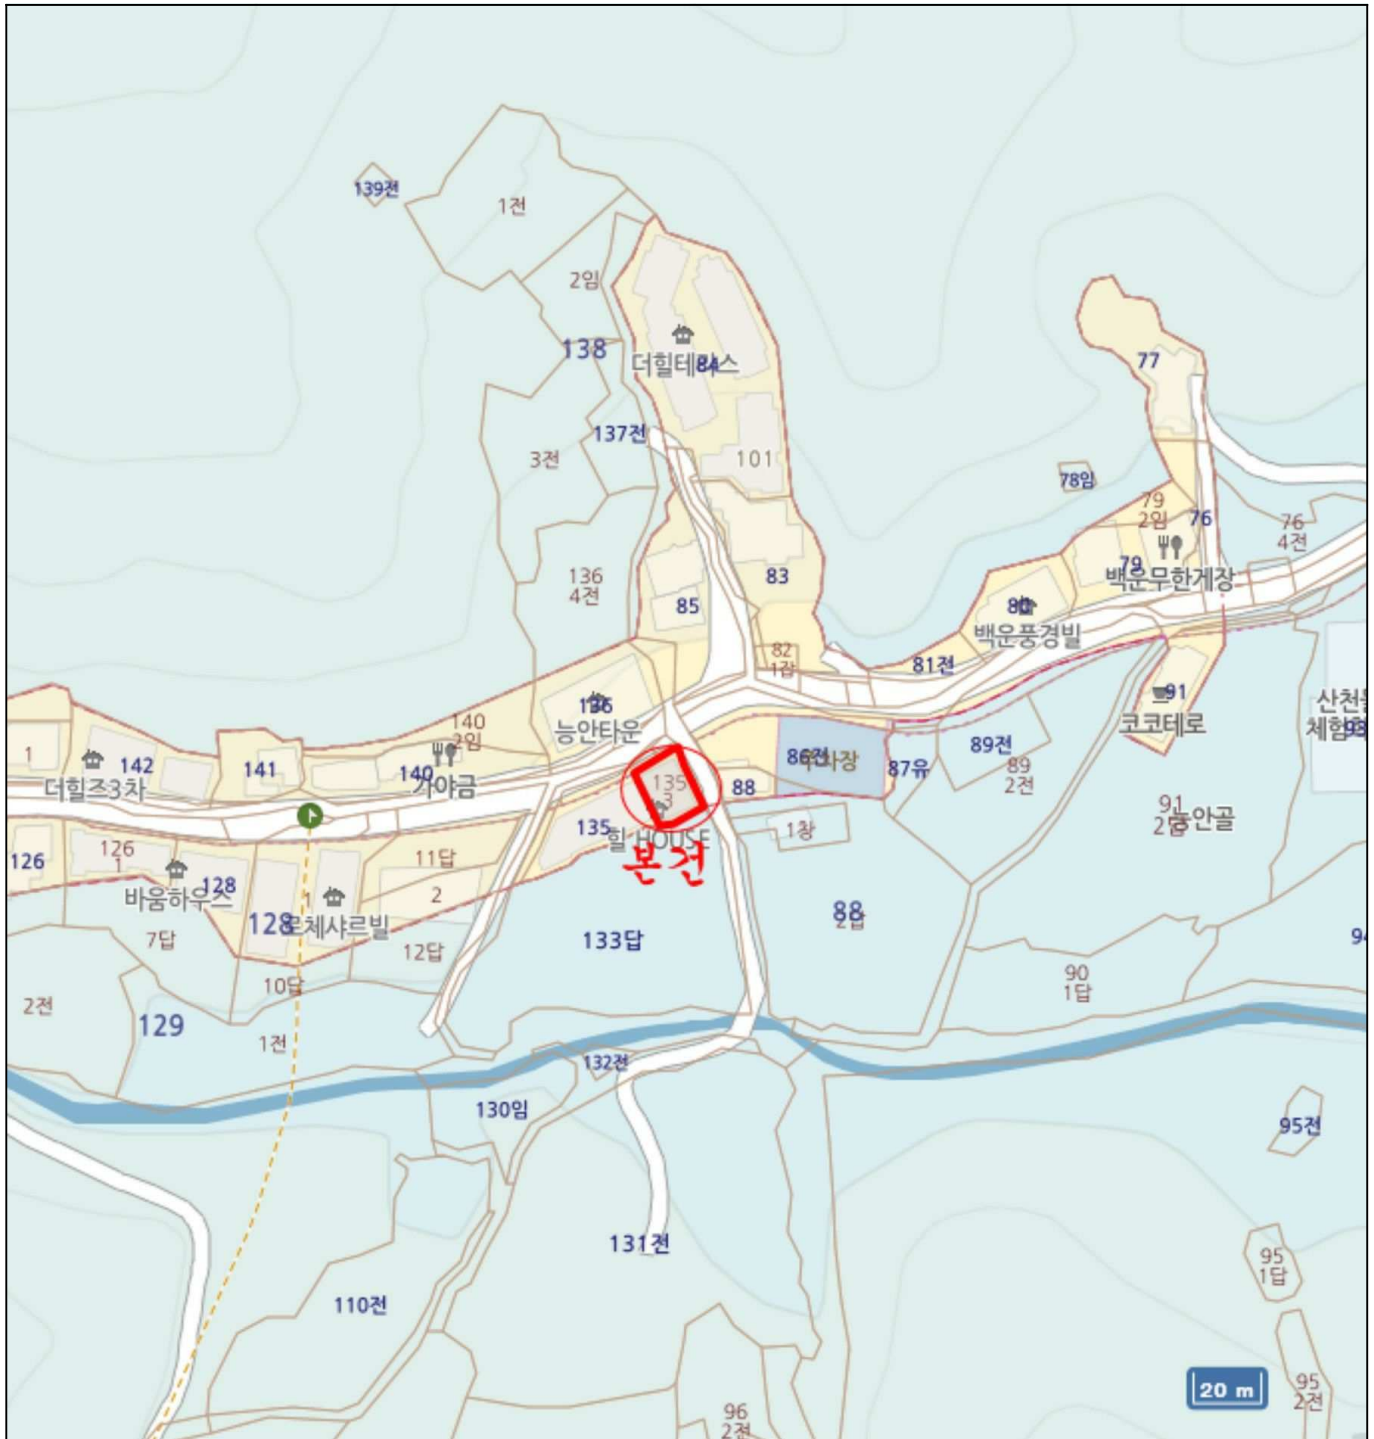 139전
1전
2임
138
더힐테라스
84
77
137전
3전
101
78임
79
2임
76
76
4전
136
4전
85
83
79
백운무한게장
80
백운풍경빌
82
1잡
81전
136
능안타운
140
2임
91
코코테로
산천
체험
93
1
142
더힐즈3차
141
140
가야금
135
3
86전
주차장
87유
89전
89
2전
88
135
힐 HOUSE
본건
1창
91
2답
능안골
126
126
1
바움하우스
128
128
1
로체샤르빌
11답
2
12답
133답
88
2답
7답
10답
2전
129
1전
90
1답
94
132전
130임
95전
131전
110전
95
1답
20 m
95
2전
96
2전